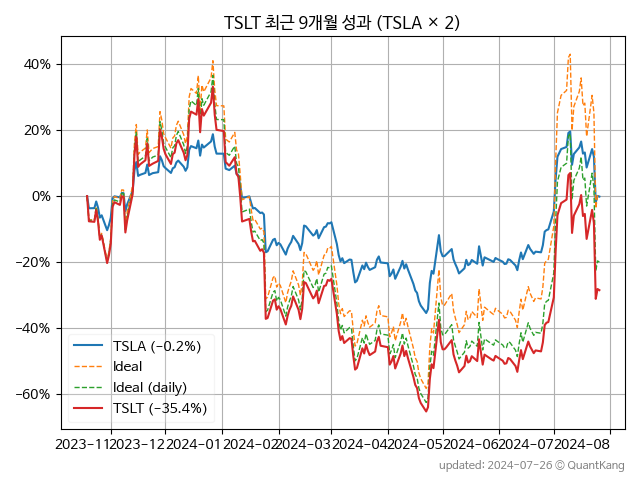 TSLT 최근 9개월 성과 (TSLA × 2)
40%
20%
0%
−20%
−40%
−60%
TSLA (−0.2%)
Ideal
Ideal (daily)
TSLT (−35.4%)
2023-11 2023-12 2024-01 2024-02 2024-03 2024-04 2024-05 2024-06 2024-07 2024-08
updated: 2024-07-26 © QuantKang